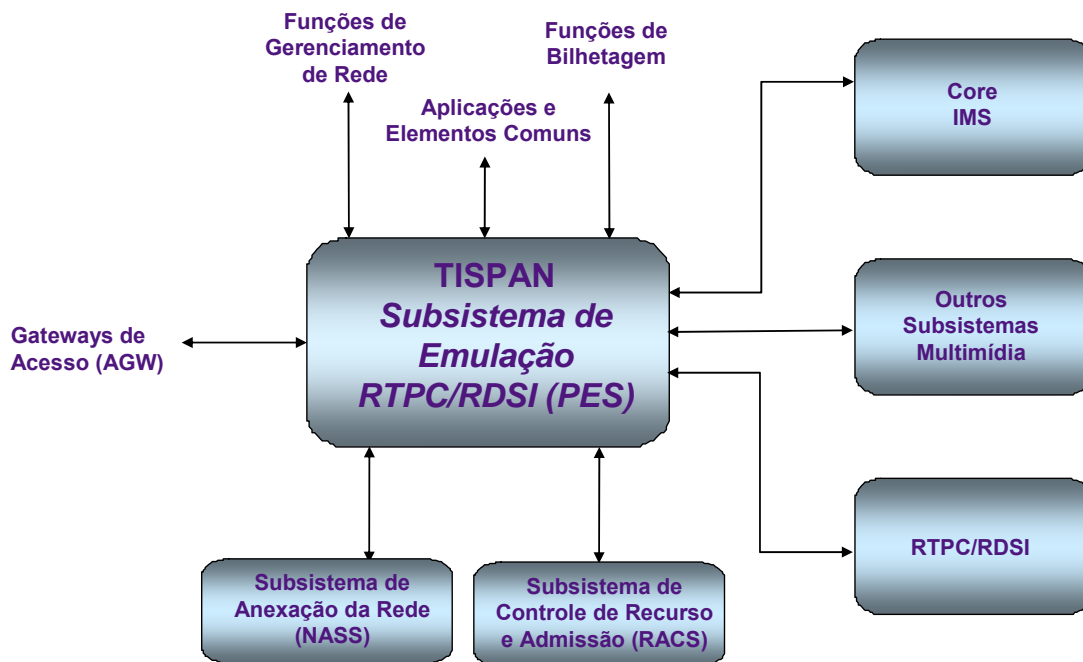 Funções de
Gerenciamento
de Rede
Funções de
Bilhetagem
Aplicações e
Elementos Comuns
Core
IMS
TISPAN
Subsistema de
Emulação
RTPC/RDSI (PES)
Outros
Subsistemas
Multimídia
Gateways de
Acesso (AGW)
RTPC/RDSI
Subsistema de
Anexação da Rede
(NASS)
Subsistema de
Controle de Recurso
e Admissão (RACS)